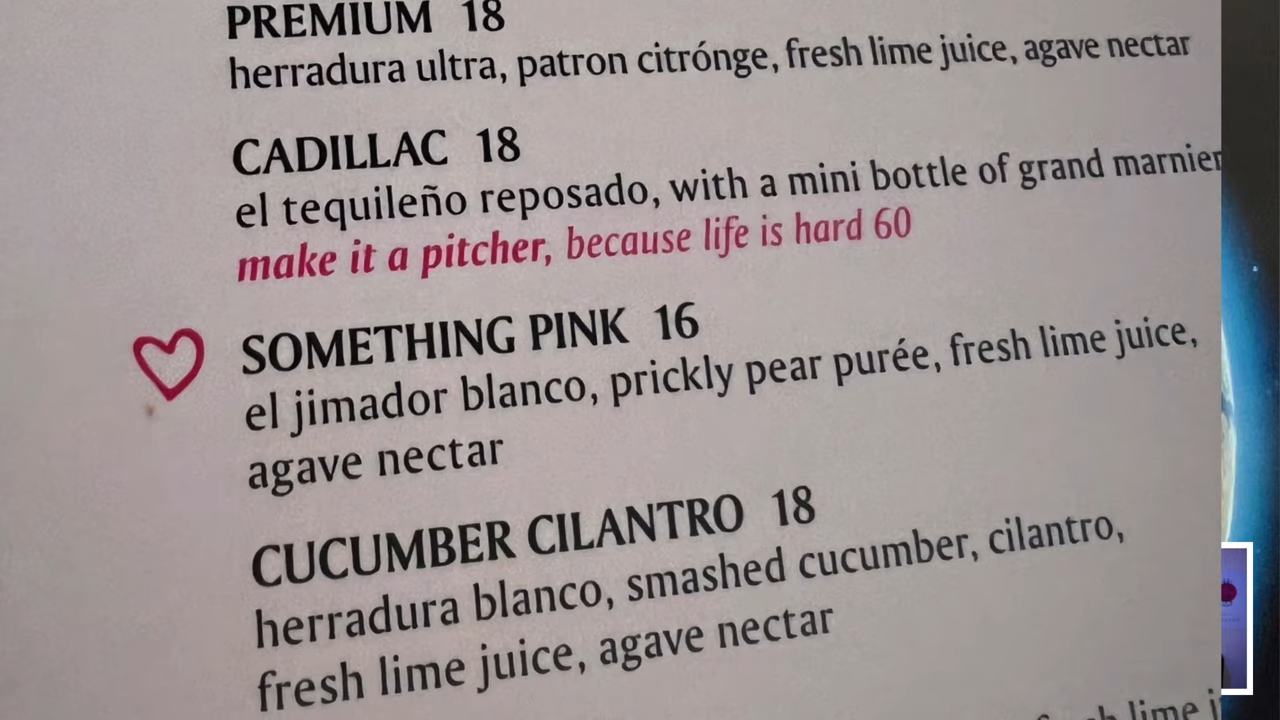 PREMIUM 18
herradura ultra, patron citrónge, fresh lime juice, agave nectar
CADILLAC 18
el tequileño reposado, with a mini bottle of grand marnier
make it a pitcher, because life is hard 60
SOMETHING PINK 16
el jimador blanco, prickly pear purée, fresh lime juice,
agave nectar
CUCUMBER CILANTRO 18
herradura blanco, smashed cucumber, cilantro,
fresh lime juice, agave nectar
lime